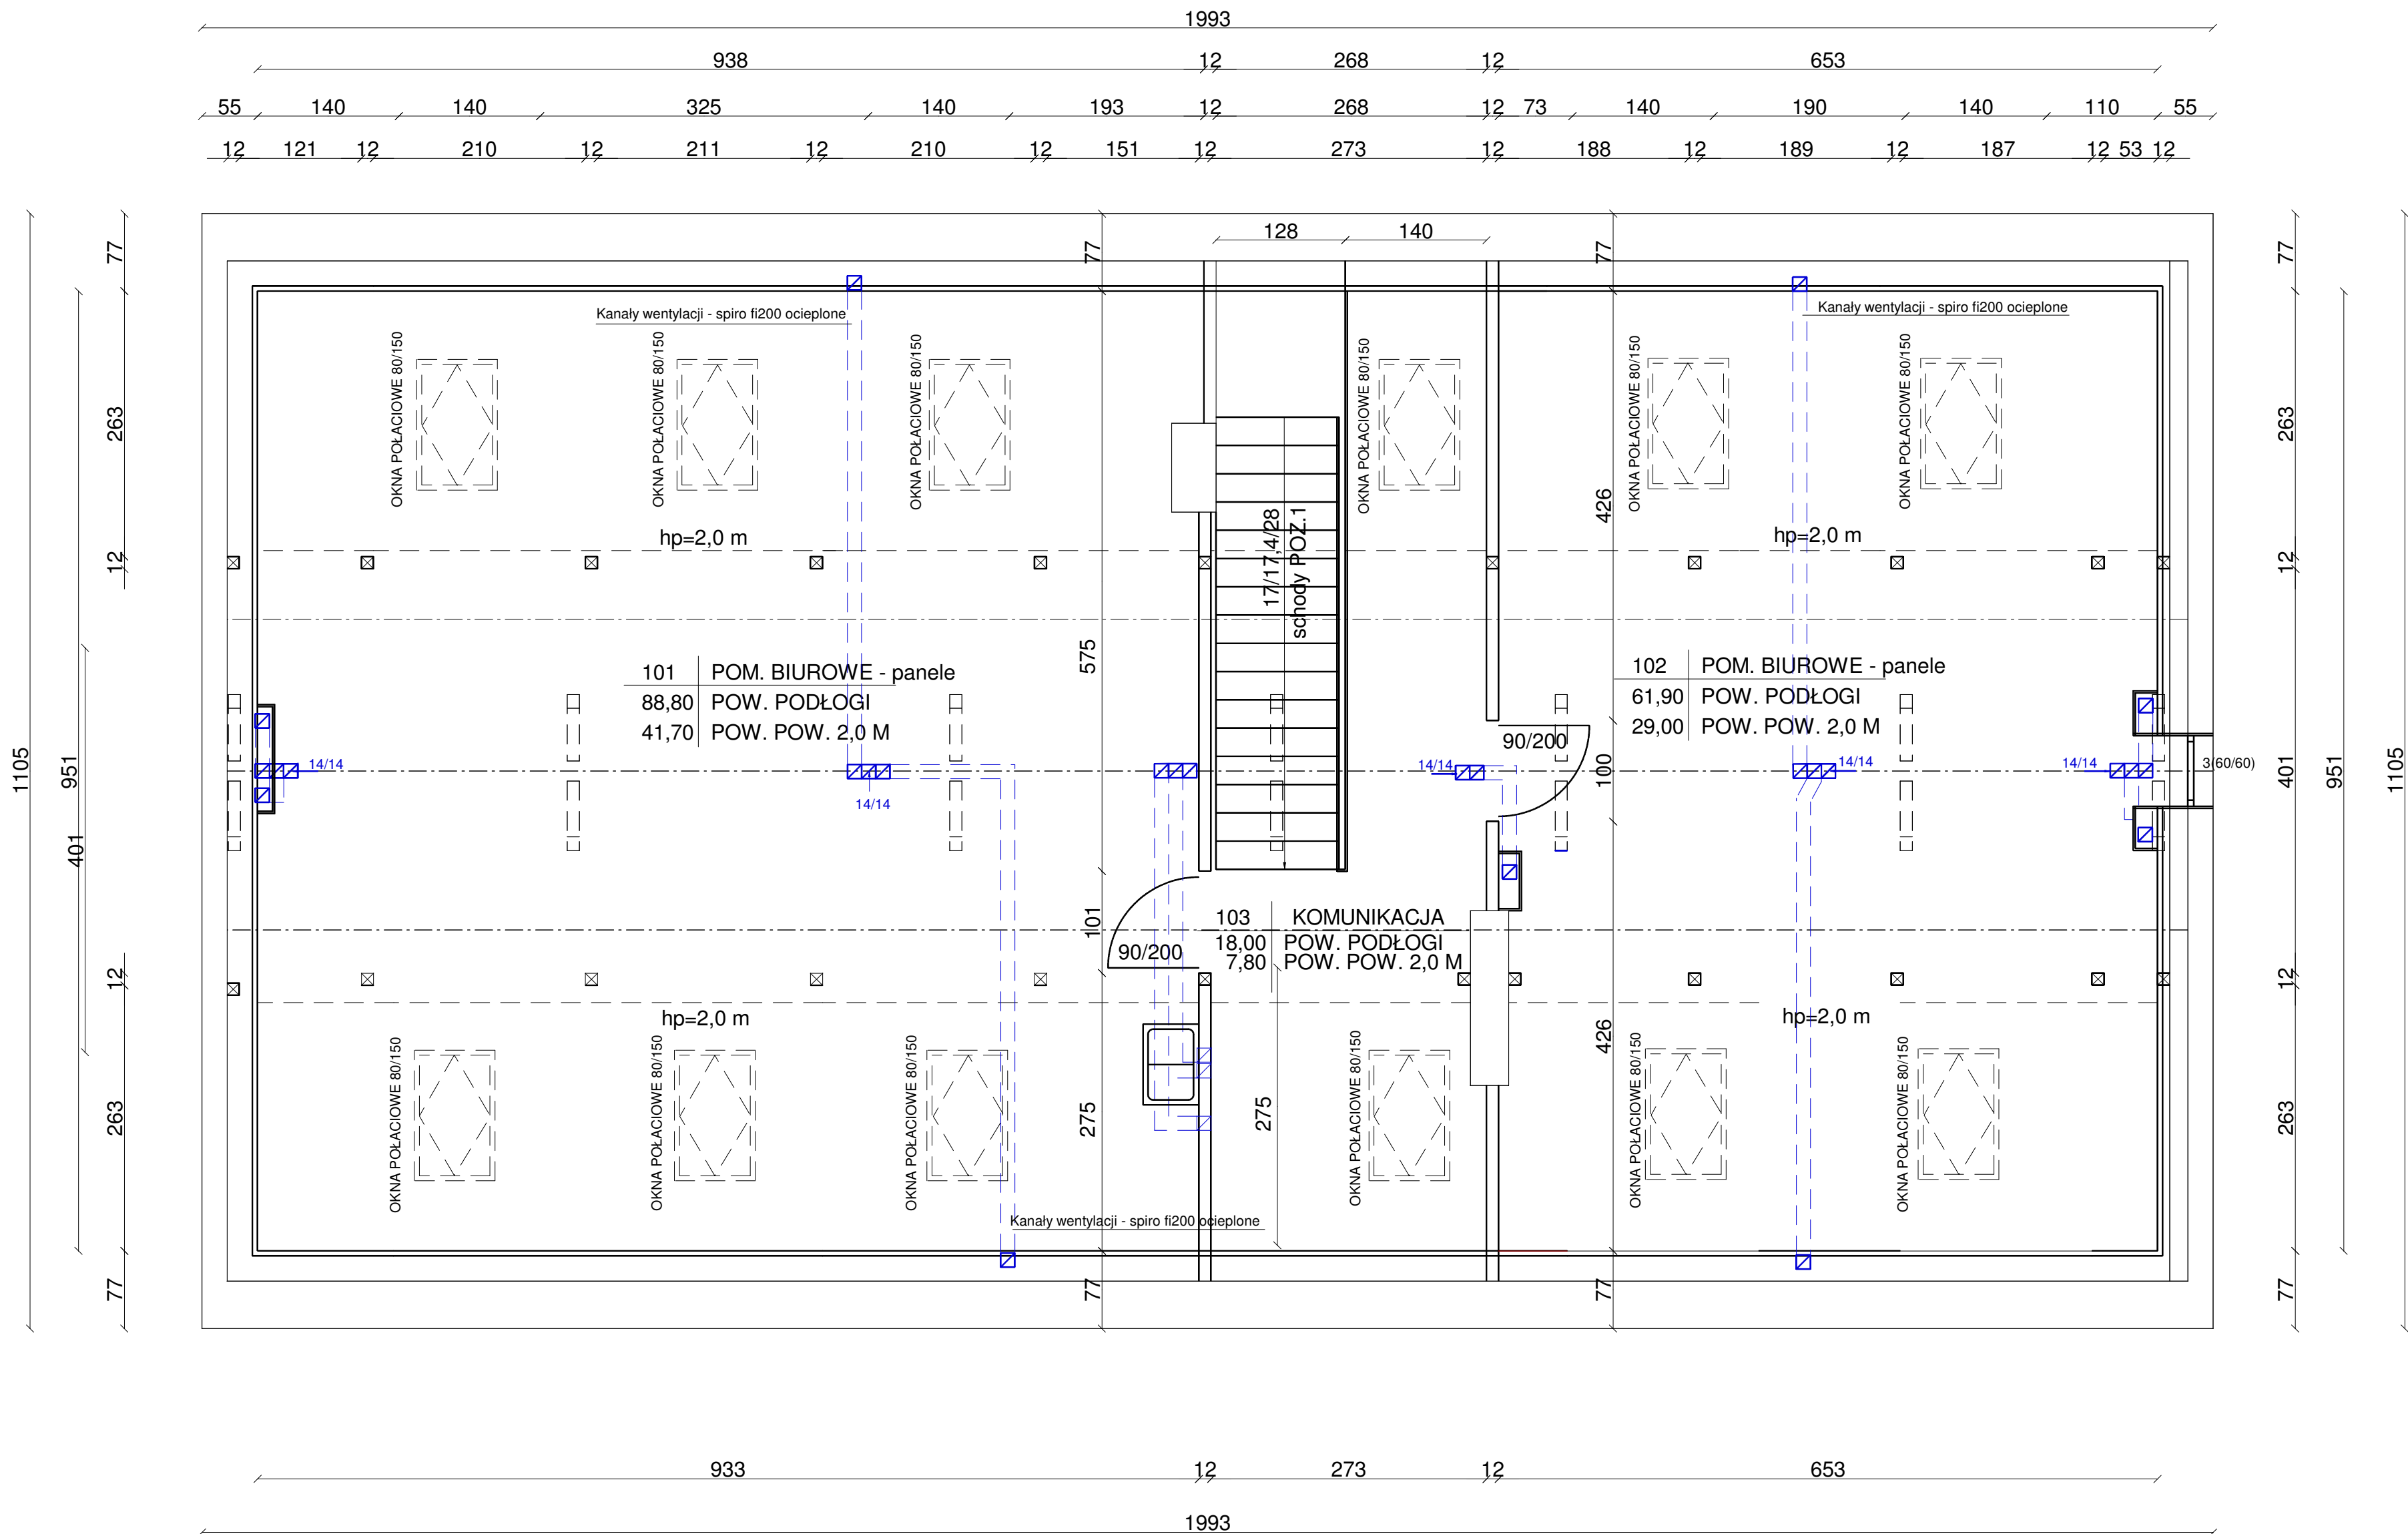 1993
938 12 268 12 653
55 140 140 325 140 193 12 268 12 73 140 190 140 110 55
12 121 12 210 12 211 12 210 12 151 12 273 12 188 12 189 12 187 12 53 12
77 77 128 140 77 77
Kanały wentylacji - spiro fi200 ocieplone
Kanały wentylacji - spiro fi200 ocieplone
OKNA POŁACIOWE 80/150
OKNA POŁACIOWE 80/150
OKNA POŁACIOWE 80/150
OKNA POŁACIOWE 80/150
OKNA POŁACIOWE 80/150
OKNA POŁACIOWE 80/150
263 426 263
hp=2,0 m
hp=2,0 m
17/17,4/28
schody POZ.1
12 12
575
101 POM. BIUROWE - panele
88,80 POW. PODŁOGI
41,70 POW. POW. 2,0 M
102 POM. BIUROWE - panele
61,90 POW. PODŁOGI
29,00 POW. POW. 2,0 M
90/200
14/14
14/14
14/14
14/14
14/14
3(60/60)
1105 951 401 100 401 951 1105
101
90/200
103 KOMUNIKACJA
18,00 POW. PODŁOGI
7,80 POW. POW. 2,0 M
12 12
hp=2,0 m
hp=2,0 m
OKNA POŁACIOWE 80/150
OKNA POŁACIOWE 80/150
OKNA POŁACIOWE 80/150
OKNA POŁACIOWE 80/150
OKNA POŁACIOWE 80/150
OKNA POŁACIOWE 80/150
263 275 275 426 263
Kanały wentylacji - spiro fi200 ocieplone
77 77 77 77
933 12 273 12 653
1993